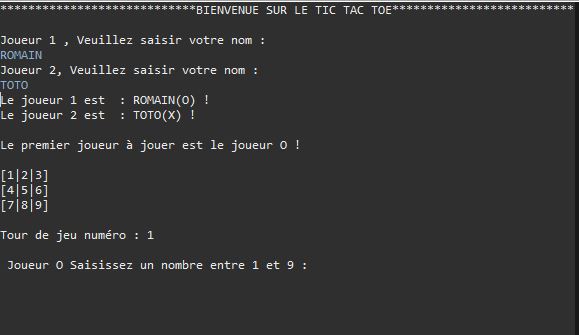 ****************************BIENVENUE SUR LE TIC TAC TOE**************************
Joueur 1 , Veuillez saisir votre nom :
ROMAIN
Joueur 2, Veuillez saisir votre nom :
TOTO
Le joueur 1 est  : ROMAIN(O) !
Le joueur 2 est  : TOTO(X) !
Le premier joueur à jouer est le joueur O !
[1|2|3]
[4|5|6]
[7|8|9]
Tour de jeu numéro : 1
Joueur O Saisissez un nombre entre 1 et 9 :